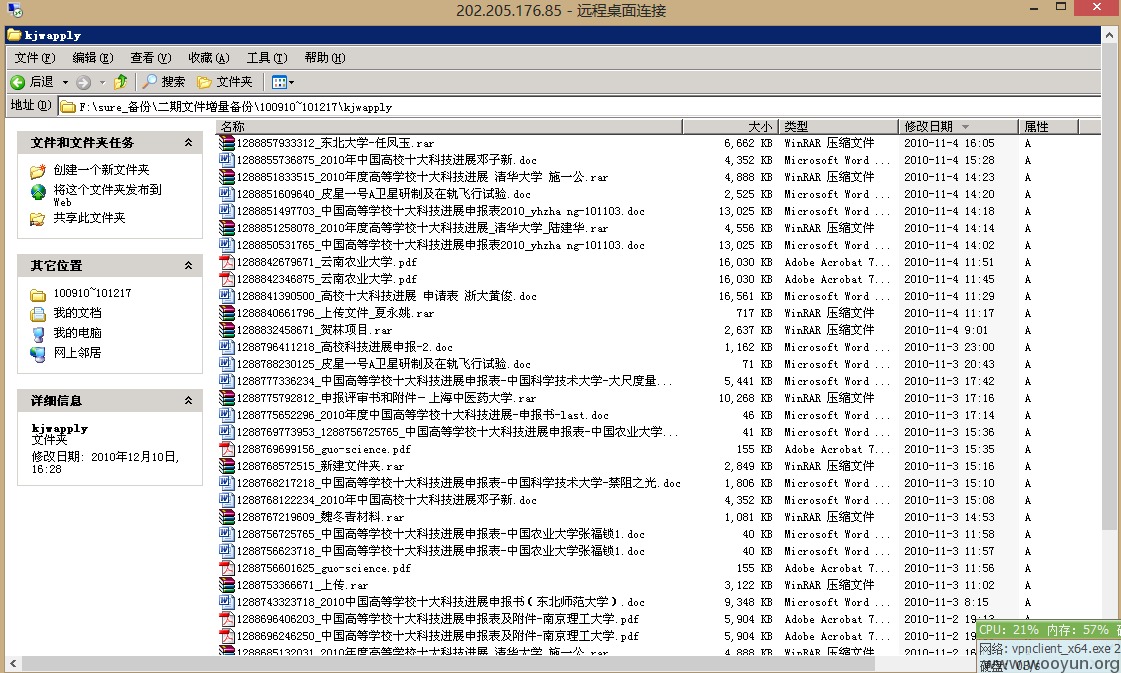 202.205.176.85 - 远程桌面连接
kjwapply
文件(F) 编辑(E) 查看(V) 收藏(A) 工具(T) 帮助(H)
后退 搜索 文件夹
地址(D) F:\sure_备份\二期文件增量备份\100910~101217\kjwapply
文件和文件夹任务
创建一个新文件夹
将这个文件夹发布到
Web
共享此文件夹
其它位置
100910~101217
我的文档
我的电脑
网上邻居
详细信息
kjwapply
文件夹
修改日期: 2010年12月10日,
16:28
名称 大小 类型 修改日期 属性
1288857933312_东北大学-任凤玉.rar 6,662 KB WinRAR 压缩文件 2010-11-4 16:05 A
1288855736875_2010年中国高校十大科技进展邓子新.doc 4,352 KB Microsoft Word ... 2010-11-4 15:28 A
1288851833515_2010年度高校十大科技进展 清华大学 施一公.rar 4,888 KB WinRAR 压缩文件 2010-11-4 14:23 A
1288851609640_皮星一号A卫星研制及在轨飞行试验.doc 2,525 KB Microsoft Word ... 2010-11-4 14:20 A
1288851497703_中国高等学校十大科技进展申报表2010_yhzha ng-101103.doc 13,025 KB Microsoft Word ... 2010-11-4 14:18 A
1288851258078_2010年度高校十大科技进展_清华大学_陆建华.rar 4,556 KB WinRAR 压缩文件 2010-11-4 14:14 A
1288850531765_中国高等学校十大科技进展申报表2010_yhzha ng-101103.doc 13,025 KB Microsoft Word ... 2010-11-4 14:02 A
1288842679671_云南农业大学.pdf 16,030 KB Adobe Acrobat 7... 2010-11-4 11:51 A
1288842346875_云南农业大学.pdf 16,030 KB Adobe Acrobat 7... 2010-11-4 11:45 A
1288841390500_高校十大科技进展 申请表 浙大黄俊.doc 16,561 KB Microsoft Word ... 2010-11-4 11:29 A
1288840661796_上传文件_夏永姚.rar 717 KB WinRAR 压缩文件 2010-11-4 11:17 A
1288832458671_贺林项目.rar 2,637 KB WinRAR 压缩文件 2010-11-4 9:01 A
1288796411218_高校科技进展申报-2.doc 1,162 KB Microsoft Word ... 2010-11-3 23:00 A
1288788230125_皮星一号A卫星研制及在轨飞行试验.doc 71 KB Microsoft Word ... 2010-11-3 20:43 A
1288777336234_中国高等学校十大科技进展申报表-中国科学技术大学-大尺度量... 5,441 KB Microsoft Word ... 2010-11-3 17:42 A
1288775792812_申报评审书和附件－上海中医药大学.rar 10,268 KB WinRAR 压缩文件 2010-11-3 17:16 A
1288775652296_2010年度中国高等学校十大科技进展-申报书-last.doc 46 KB Microsoft Word ... 2010-11-3 17:14 A
1288769773953_1288756725765_中国高等学校十大科技进展申报表-中国农业大学... 41 KB Microsoft Word ... 2010-11-3 15:36 A
1288769699156_guo-science.pdf 155 KB Adobe Acrobat 7... 2010-11-3 15:35 A
1288768572515_新建文件夹.rar 2,849 KB WinRAR 压缩文件 2010-11-3 15:16 A
1288768217218_中国高等学校十大科技进展申报表-中国科学技术大学-禁阻之光.doc 1,806 KB Microsoft Word ... 2010-11-3 15:10 A
1288768122234_2010年中国高校十大科技进展邓子新.doc 4,352 KB Microsoft Word ... 2010-11-3 15:08 A
1288767219609_魏冬青材料.rar 1,081 KB WinRAR 压缩文件 2010-11-3 14:53 A
1288756725765_中国高等学校十大科技进展申报表-中国农业大学张福锁1.doc 40 KB Microsoft Word ... 2010-11-3 11:58 A
1288756623718_中国高等学校十大科技进展申报表-中国农业大学张福锁1.doc 40 KB Microsoft Word ... 2010-11-3 11:57 A
1288756601625_guo-science.pdf 155 KB Adobe Acrobat 7... 2010-11-3 11:56 A
1288753366671_上传.rar 3,122 KB WinRAR 压缩文件 2010-11-3 11:02 A
1288743323718_2010中国高等学校十大科技进展申报书（东北师范大学）.doc 9,348 KB Microsoft Word ... 2010-11-3 8:15 A
1288696406203_中国高等学校十大科技进展申报表及附件-南京理工大学.pdf 5,904 KB Adobe Acrobat 7... 2010-11-2 19:13 A
1288696246250_中国高等学校十大科技进展申报表及附件-南京理工大学.pdf 5,904 KB Adobe Acrobat 7... 2010-11-2
1288685132031_2010年度高校十大科技进展 清华大学 施一公.rar 4,888 KB WinRAR 压缩文件 2010-11-2
CPU: 21% 内存: 57%
网络: vpnclient_x64.exe 2
硬盘:
www.wooyun.org